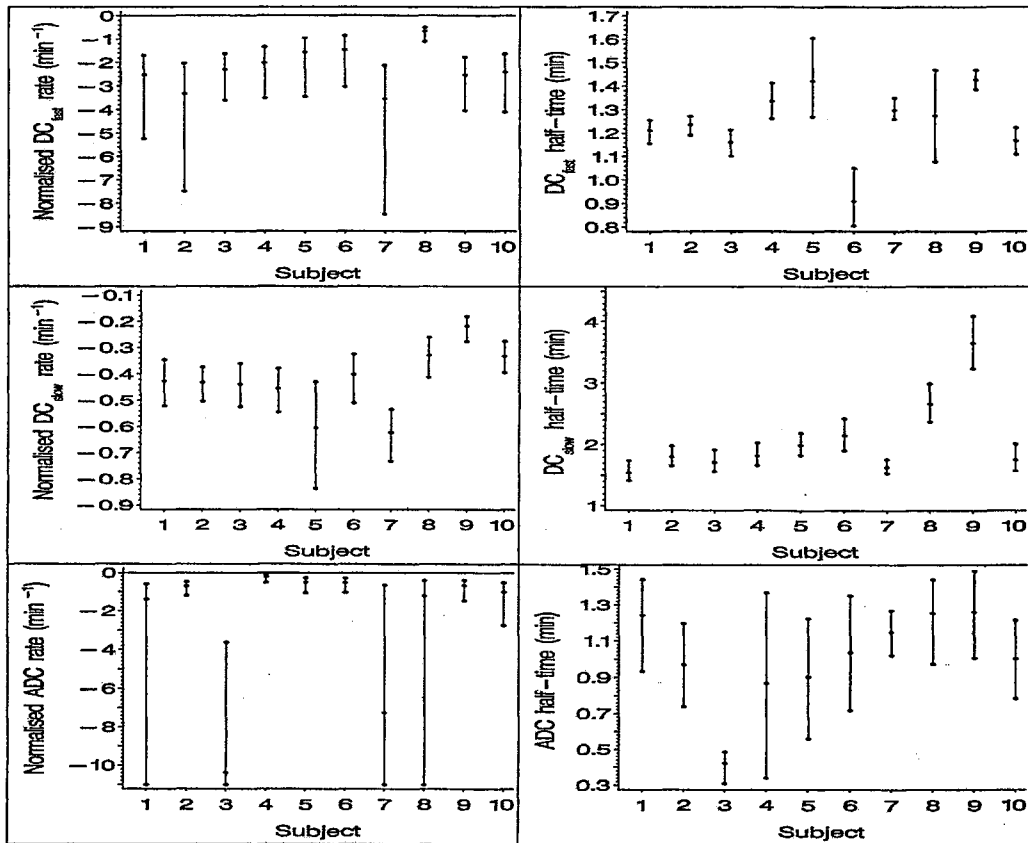 Normalised DC_fast rate (min⁻¹)
0
−1
−2
−3
−4
−5
−6
−7
−8
−9
1 2 3 4 5 6 7 8 9 10
Subject
DC_fast half−time (min)
1.7
1.6
1.5
1.4
1.3
1.2
1.1
1.0
0.9
0.8
1 2 3 4 5 6 7 8 9 10
Subject
Normalised DC_slow rate (min⁻¹)
−0.1
−0.2
−0.3
−0.4
−0.5
−0.6
−0.7
−0.8
−0.9
1 2 3 4 5 6 7 8 9 10
Subject
DC_slow half−time (min)
4
3
2
1
1 2 3 4 5 6 7 8 9 10
Subject
Normalised ADC rate (min⁻¹)
0
−2
−4
−6
−8
−10
1 2 3 4 5 6 7 8 9 10
Subject
ADC half−time (min)
1.5
1.3
1.1
0.9
0.7
0.5
0.3
1 2 3 4 5 6 7 8 9 10
Subject